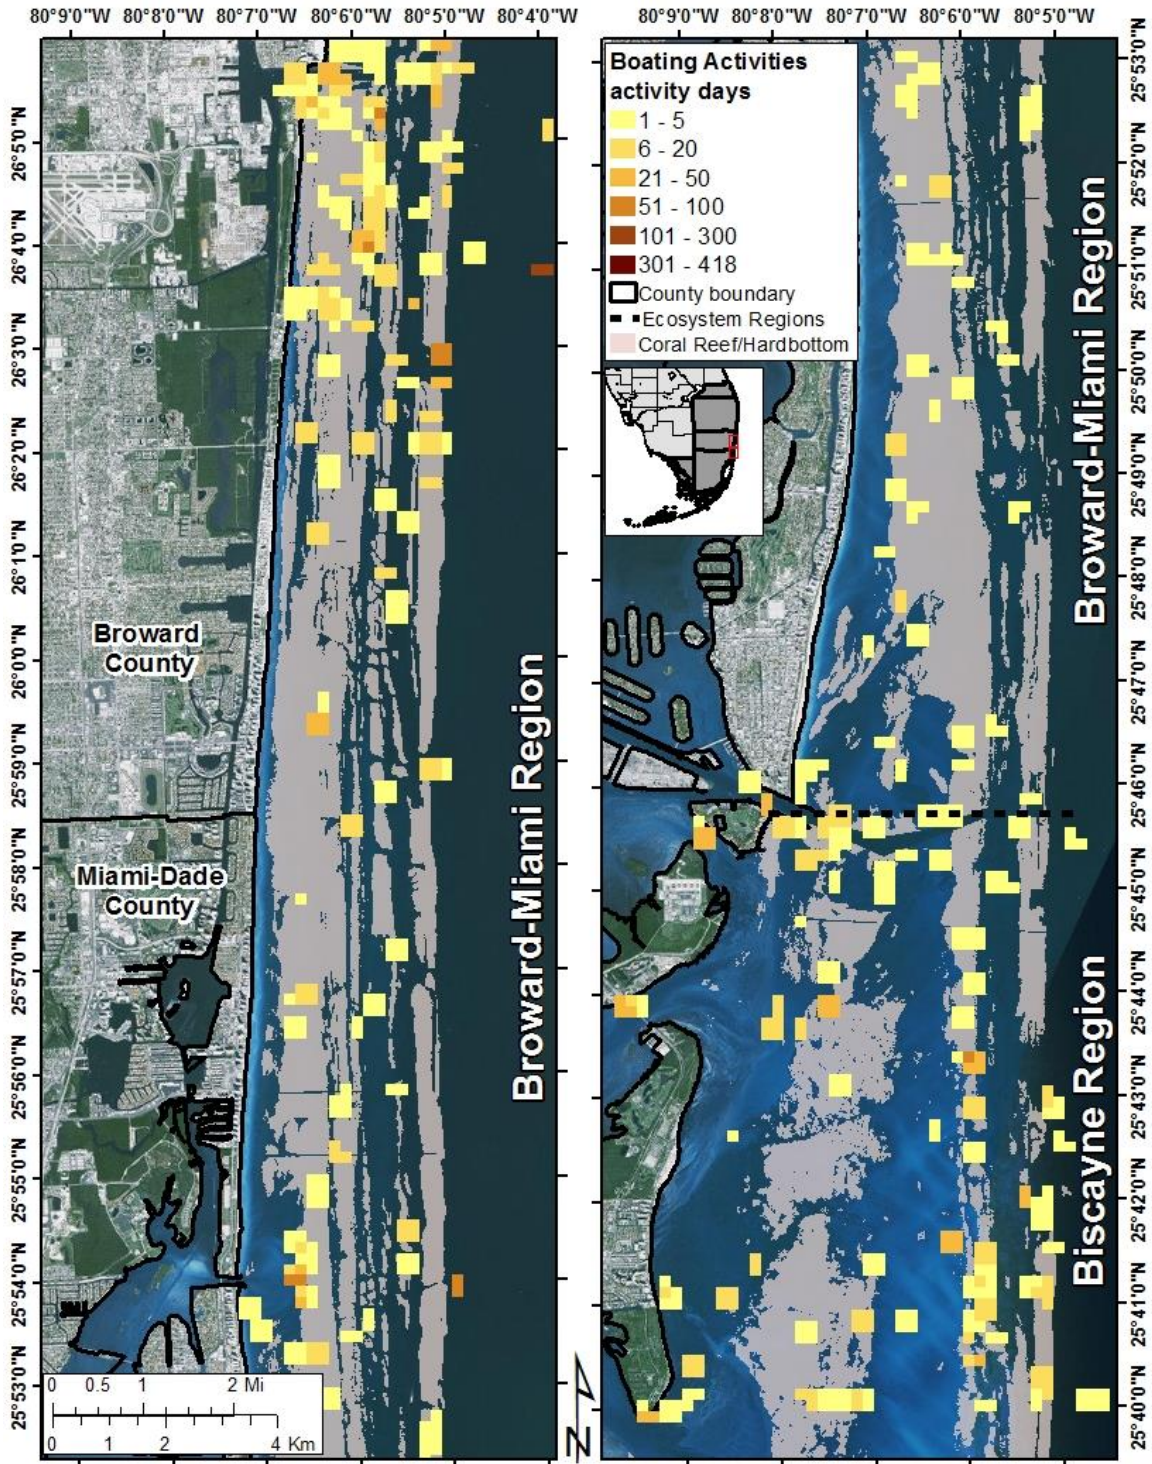 80°9'0"W 80°8'0"W 80°7'0"W 80°6'0"W 80°5'0"W 80°4'0"W
80°9'0"W 80°8'0"W 80°7'0"W 80°6'0"W 80°5'0"W
26°5'0"N
26°4'0"N
26°3'0"N
26°2'0"N
26°1'0"N
26°0'0"N
25°59'0"N
25°58'0"N
25°57'0"N
25°56'0"N
25°55'0"N
25°54'0"N
25°53'0"N
Broward
County
Miami-Dade
County
Broward-Miami Region
0 0.5 1 2 Mi
0 1 2 4 Km
N
Boating Activities
activity days
1 - 5
6 - 20
21 - 50
51 - 100
101 - 300
301 - 418
County boundary
Ecosystem Regions
Coral Reef/Hardbottom
Broward-Miami Region
Biscayne Region
25°53'0"N
25°52'0"N
25°51'0"N
25°50'0"N
25°49'0"N
25°48'0"N
25°47'0"N
25°46'0"N
25°45'0"N
25°44'0"N
25°43'0"N
25°42'0"N
25°41'0"N
25°40'0"N